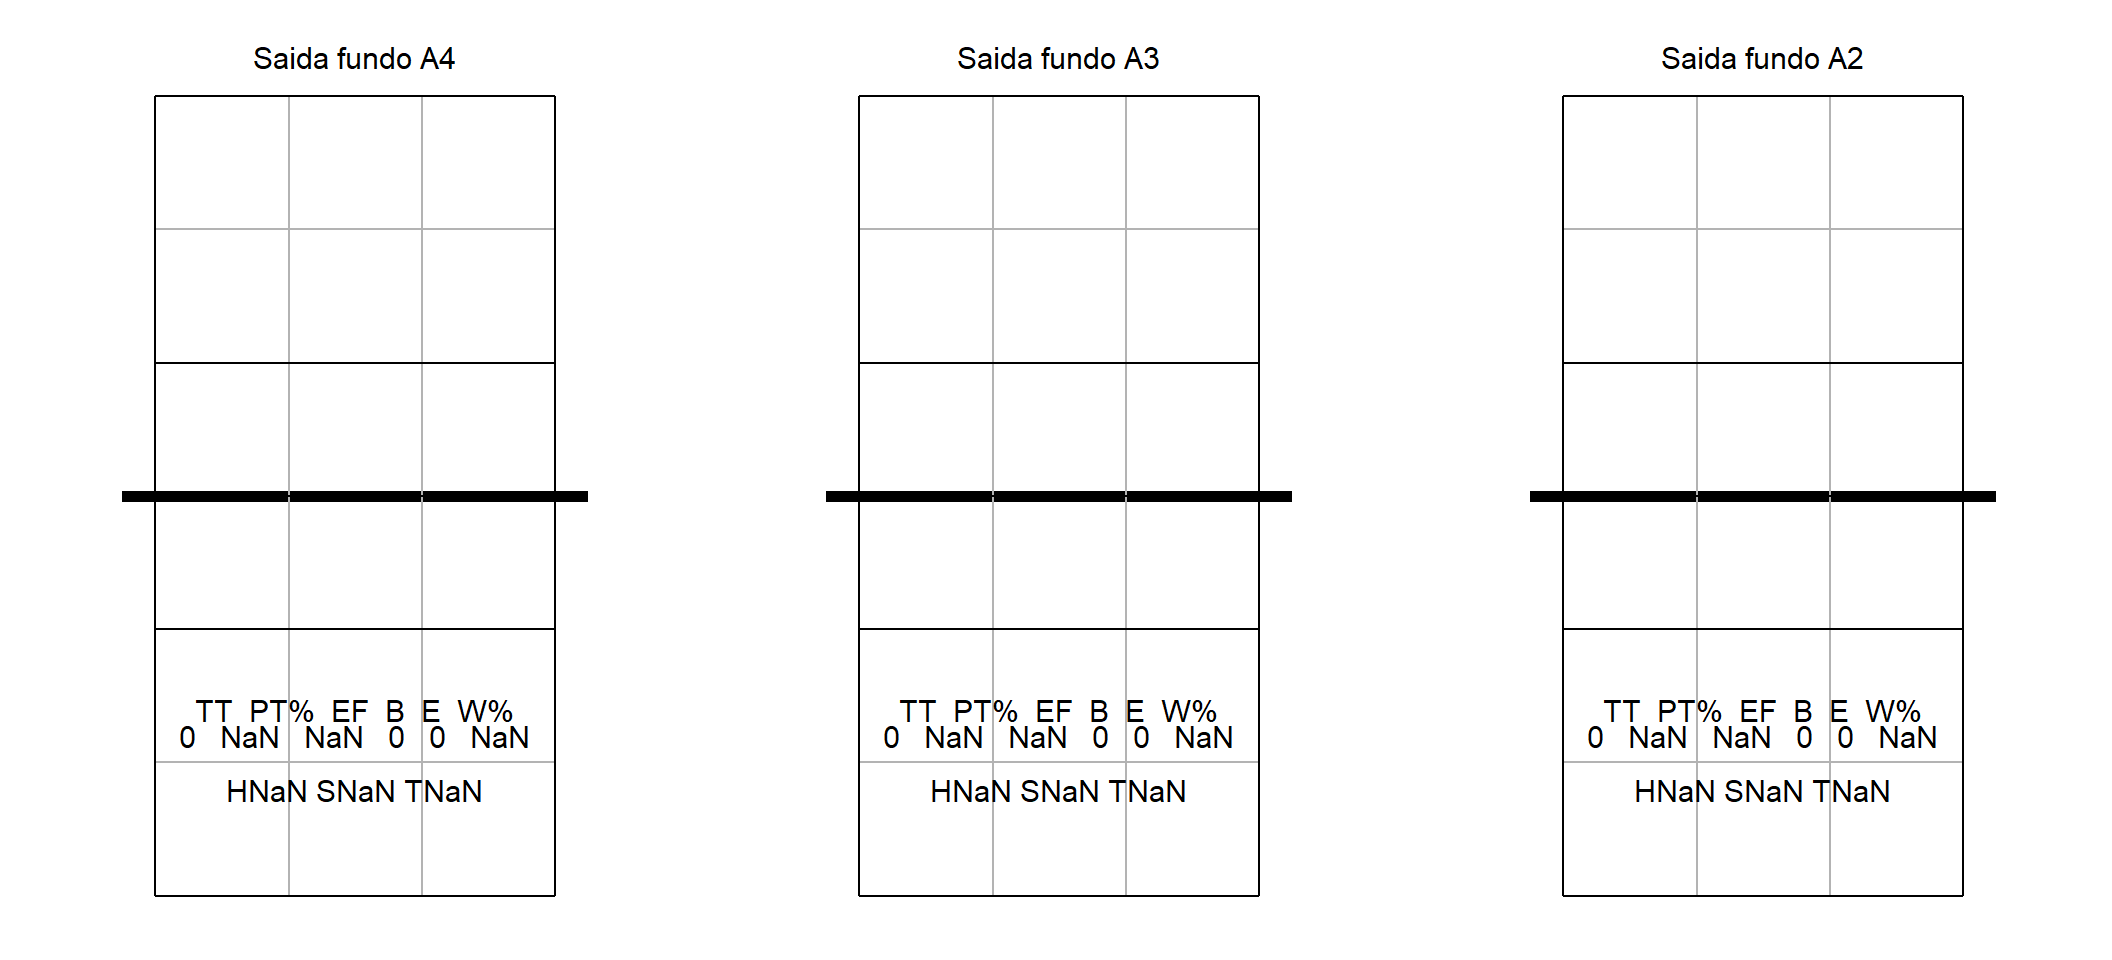 Saida fundo A4
TT PT% EF B E W%
0 NaN NaN 0 0 NaN
HNaN SNaN TNaN
Saida fundo A3
TT PT% EF B E W%
0 NaN NaN 0 0 NaN
HNaN SNaN TNaN
Saida fundo A2
TT PT% EF B E W%
0 NaN NaN 0 0 NaN
HNaN SNaN TNaN